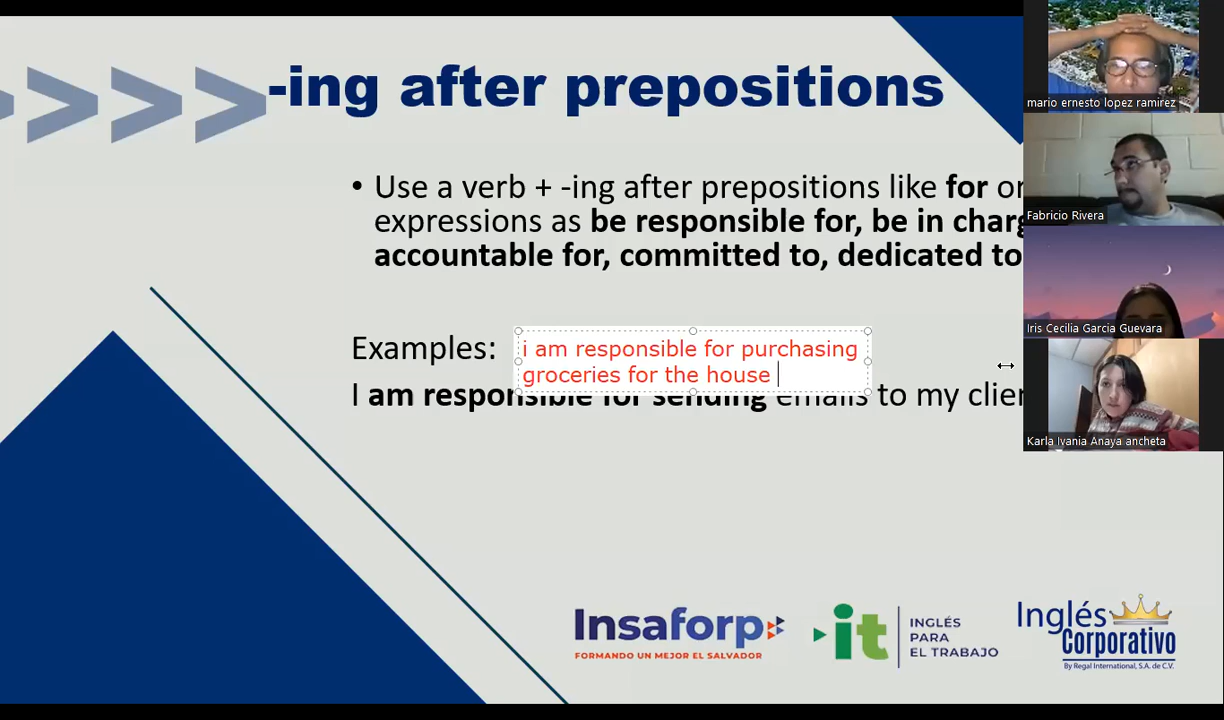 -ing after prepositions
• Use a verb + -ing after prepositions like for or
expressions as be responsible for, be in charg
accountable for, committed to, dedicated to
Examples:
i am responsible for purchasing
groceries for the house
I am responsible for sending emails to my clien
mario ernesto lopez ramirez
Fabricio Rivera
Iris Cecilia Garcia Guevara
Karla Ivania Anaya ancheta
Insaforp
FORMANDO UN MEJOR EL SALVADOR
it
INGLÉS
PARA
EL TRABAJO
Inglés
Corporativo
By Regal International, S.A. de C.V.